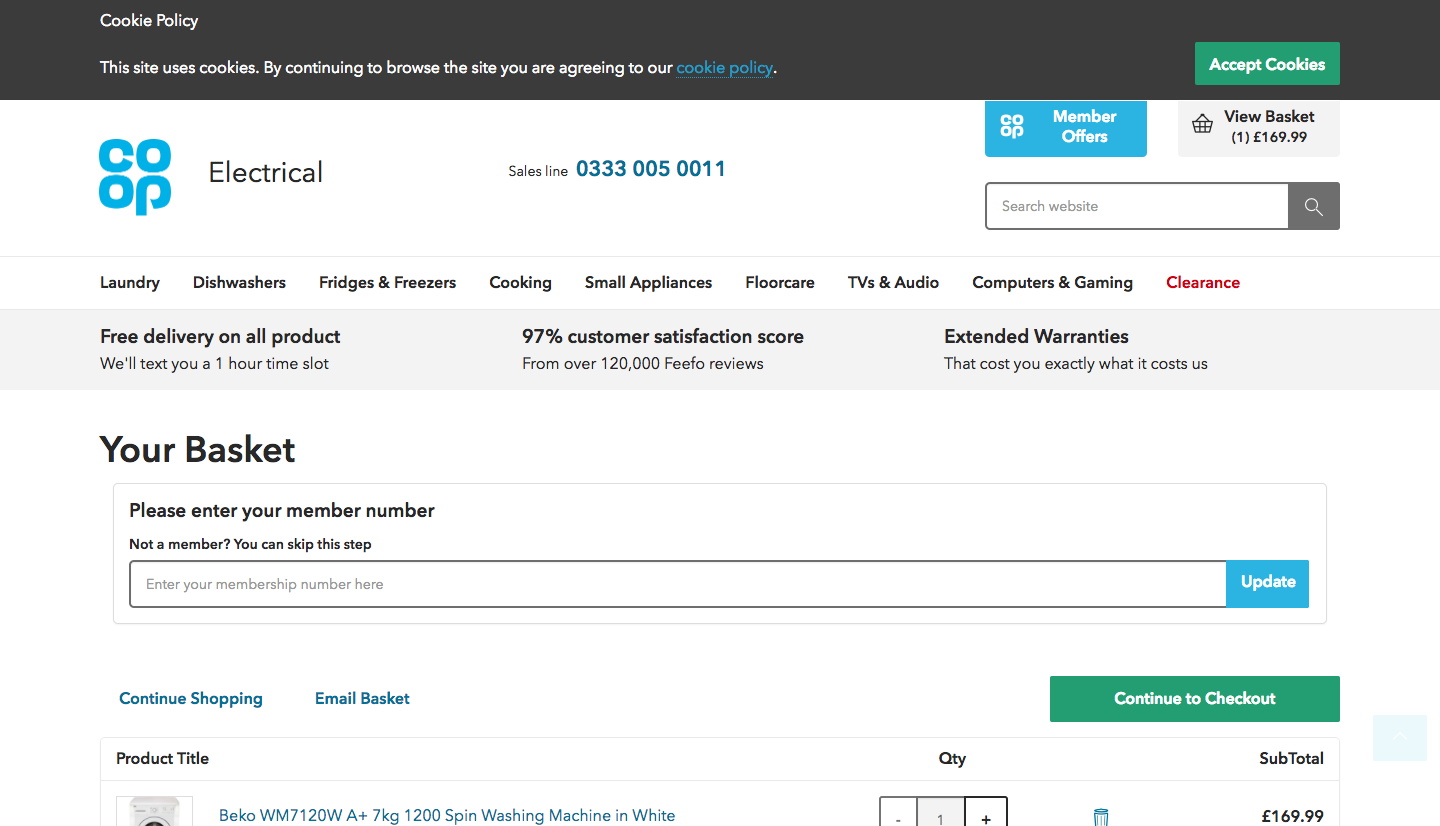 Cookie Policy
This site uses cookies. By continuing to browse the site you are agreeing to our cookie policy.
Accept Cookies
co
op
Electrical
Sales line 0333 005 0011
co
op
Member
Offers
View Basket
(1) £169.99
Search website
Laundry Dishwashers Fridges & Freezers Cooking Small Appliances Floorcare TVs & Audio Computers & Gaming Clearance
Free delivery on all product
We'll text you a 1 hour time slot
97% customer satisfaction score
From over 120,000 Feefo reviews
Extended Warranties
That cost you exactly what it costs us
Your Basket
Please enter your member number
Not a member? You can skip this step
Enter your membership number here
Update
Continue Shopping Email Basket Continue to Checkout
Product Title Qty SubTotal
Beko WM7120W A+ 7kg 1200 Spin Washing Machine in White - 1 + £169.99